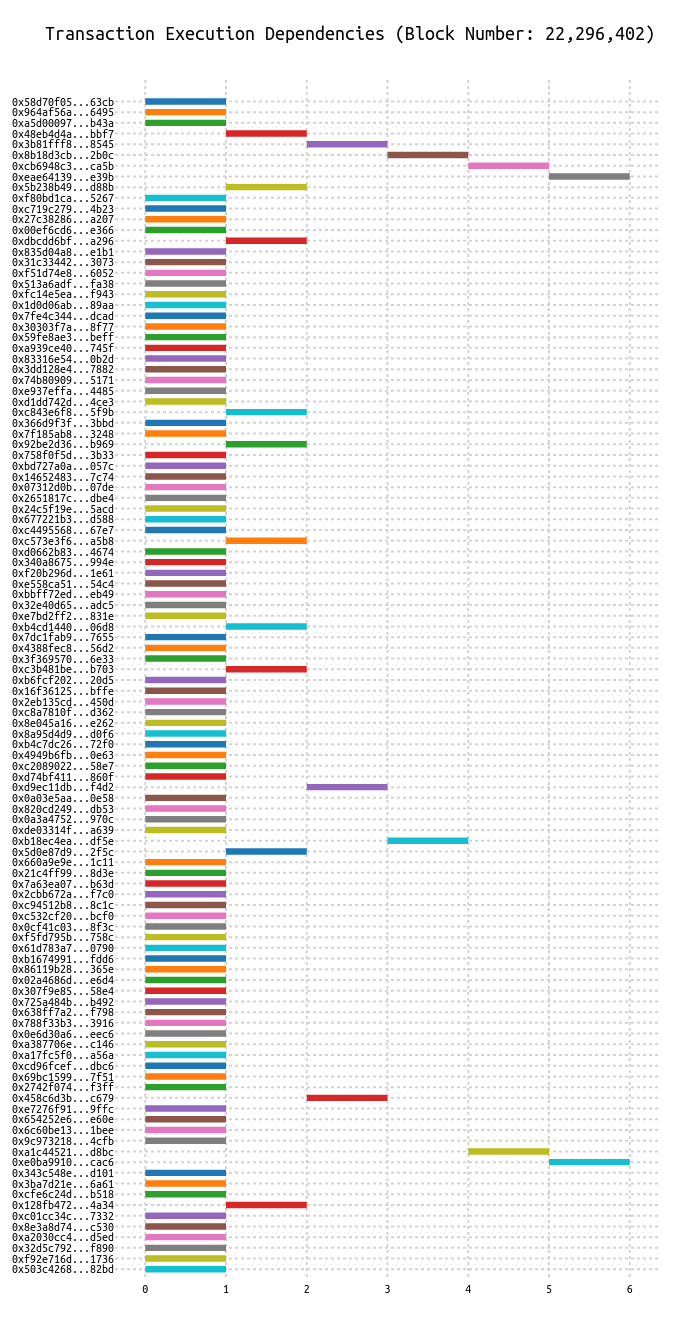 Transaction Execution Dependencies (Block Number: 22,296,402)
0x58d70f05...63cb
0x964af56a...6495
0xa5d00097...b43a
0x48eb4d4a...bbf7
0x3b81fff8...8545
0x8b18d3cb...2b0c
0xcb6948c3...ca5b
0xeae64139...e39b
0x5b238b49...d88b
0xf80bd1ca...5267
0xc719c279...4b23
0x27c38286...a207
0x00ef6cd6...e366
0xdbcdd6bf...a296
0x835d04a8...e1b1
0x31c33442...3073
0xf51d74e8...6052
0x513a6adf...fa38
0xfc14e5ea...f943
0x1d0d06ab...89aa
0x7fe4c344...dcad
0x30303f7a...8f77
0x59fe8ae3...beff
0xa939ce40...745f
0x83316e54...0b2d
0x3dd128e4...7882
0x74b80909...5171
0xe937effa...4485
0xd1dd742d...4ce3
0xc843e6f8...5f9b
0x366d9f3f...3bbd
0x7f185ab8...3248
0x92be2d36...b969
0x758f0f5d...3b33
0xbd727a0a...057c
0x14652483...7c74
0x07312d0b...07de
0x2651817c...dbe4
0x24c5f19e...5acd
0x677221b3...d588
0xc4495568...67e7
0xc573e3f6...a5b8
0xd0662b83...4674
0x340a8675...994e
0xf20b296d...1e61
0xe558ca51...54c4
0xbbff72ed...eb49
0x32e40d65...adc5
0xe7bd2ff2...831e
0xb4cd1440...06d8
0x7dc1fab9...7655
0x4388fec8...56d2
0x3f369570...6e33
0xc3b481be...b703
0xb6fcf202...20d5
0x16f36125...bffe
0x2eb135cd...450d
0xc8a7810f...d362
0x8e045a16...e262
0x8a95d4d9...d0f6
0xb4c7dc26...72f0
0x4949b6fb...0e63
0xc2089022...58e7
0xd74bf411...860f
0xd9ec11db...f4d2
0x0a03e5aa...0e58
0x820cd249...db53
0x0a3a4752...970c
0xde03314f...a639
0xb18ec4ea...df5e
0x5d0e87d9...2f5c
0x660a9e9e...1c11
0x21c4ff99...8d3e
0x7a63ea07...b63d
0x2cbb672a...f7c0
0xc94512b8...8c1c
0xc532cf20...bcf0
0x0cf41c03...8f3c
0xf5fd795b...758c
0x61d783a7...0790
0xb1674991...fdd6
0x86119b28...365e
0x02a4686d...e6d4
0x307f9e85...58e4
0x725a484b...b492
0x638ff7a2...f798
0x788f33b3...3916
0x0e6d30a6...eec6
0xa387706e...c146
0xa17fc5f0...a56a
0xcd96fcef...dbc6
0x69bc1599...7f51
0x2742f074...f3ff
0x458c6d3b...c679
0xe7276f91...9ffc
0x654252e6...e60e
0x6c60be13...1bee
0x9c973218...4cfb
0xa1c44521...d8bc
0xe0ba9910...cac6
0x343c548e...d101
0x3ba7d21e...6a61
0xcfe6c24d...b518
0x128fb472...4a34
0xc01cc34c...7332
0x8e3a8d74...c530
0xa2030cc4...d5ed
0x32d5c792...f890
0xf92e716d...1736
0x503c4268...82bd
0 1 2 3 4 5 6